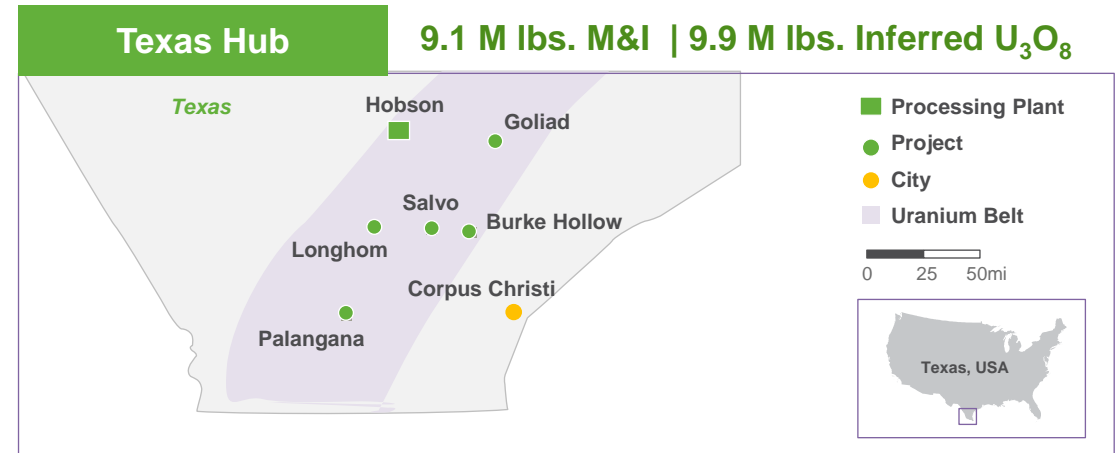 Texas Hub
9.1 M lbs. M&I | 9.9 M lbs. Inferred U₃O₈
Texas
Hobson
Goliad
Salvo
Burke Hollow
Longhom
Corpus Christi
Palangana
Processing Plant
Project
City
Uranium Belt
0 25 50mi
Texas, USA